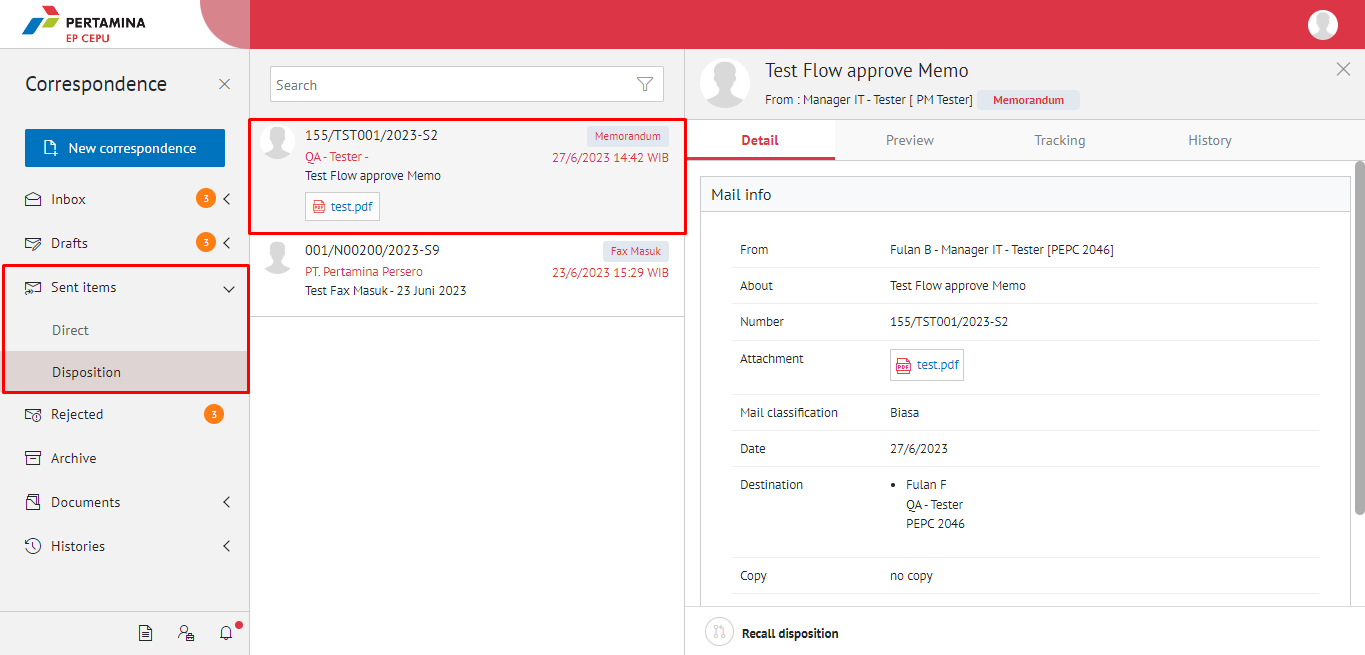 PERTAMINA
EP CEPU
Correspondence
New correspondence
Inbox 3
Drafts 3
Sent items
Direct
Disposition
Rejected 3
Archive
Documents
Histories
Search
155/TST001/2023-S2 Memorandum
QA - Tester - 27/6/2023 14:42 WIB
Test Flow approve Memo
PDF test.pdf
001/N00200/2023-S9 Fax Masuk
PT. Pertamina Persero 23/6/2023 15:29 WIB
Test Fax Masuk - 23 Juni 2023
Test Flow approve Memo
From : Manager IT - Tester [ PM Tester] Memorandum
Detail Preview Tracking History
Mail info
From Fulan B - Manager IT - Tester [PEPC 2046]
About Test Flow approve Memo
Number 155/TST001/2023-S2
Attachment PDF test.pdf
Mail classification Biasa
Date 27/6/2023
Destination • Fulan F
QA - Tester
PEPC 2046
Copy no copy
Recall disposition